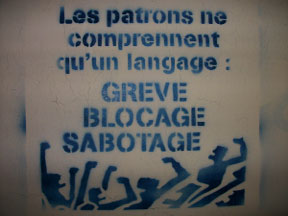 Les patrons ne
comprennent
qu'un langage :
GREVE
BLOCAGE
SABOTAGE